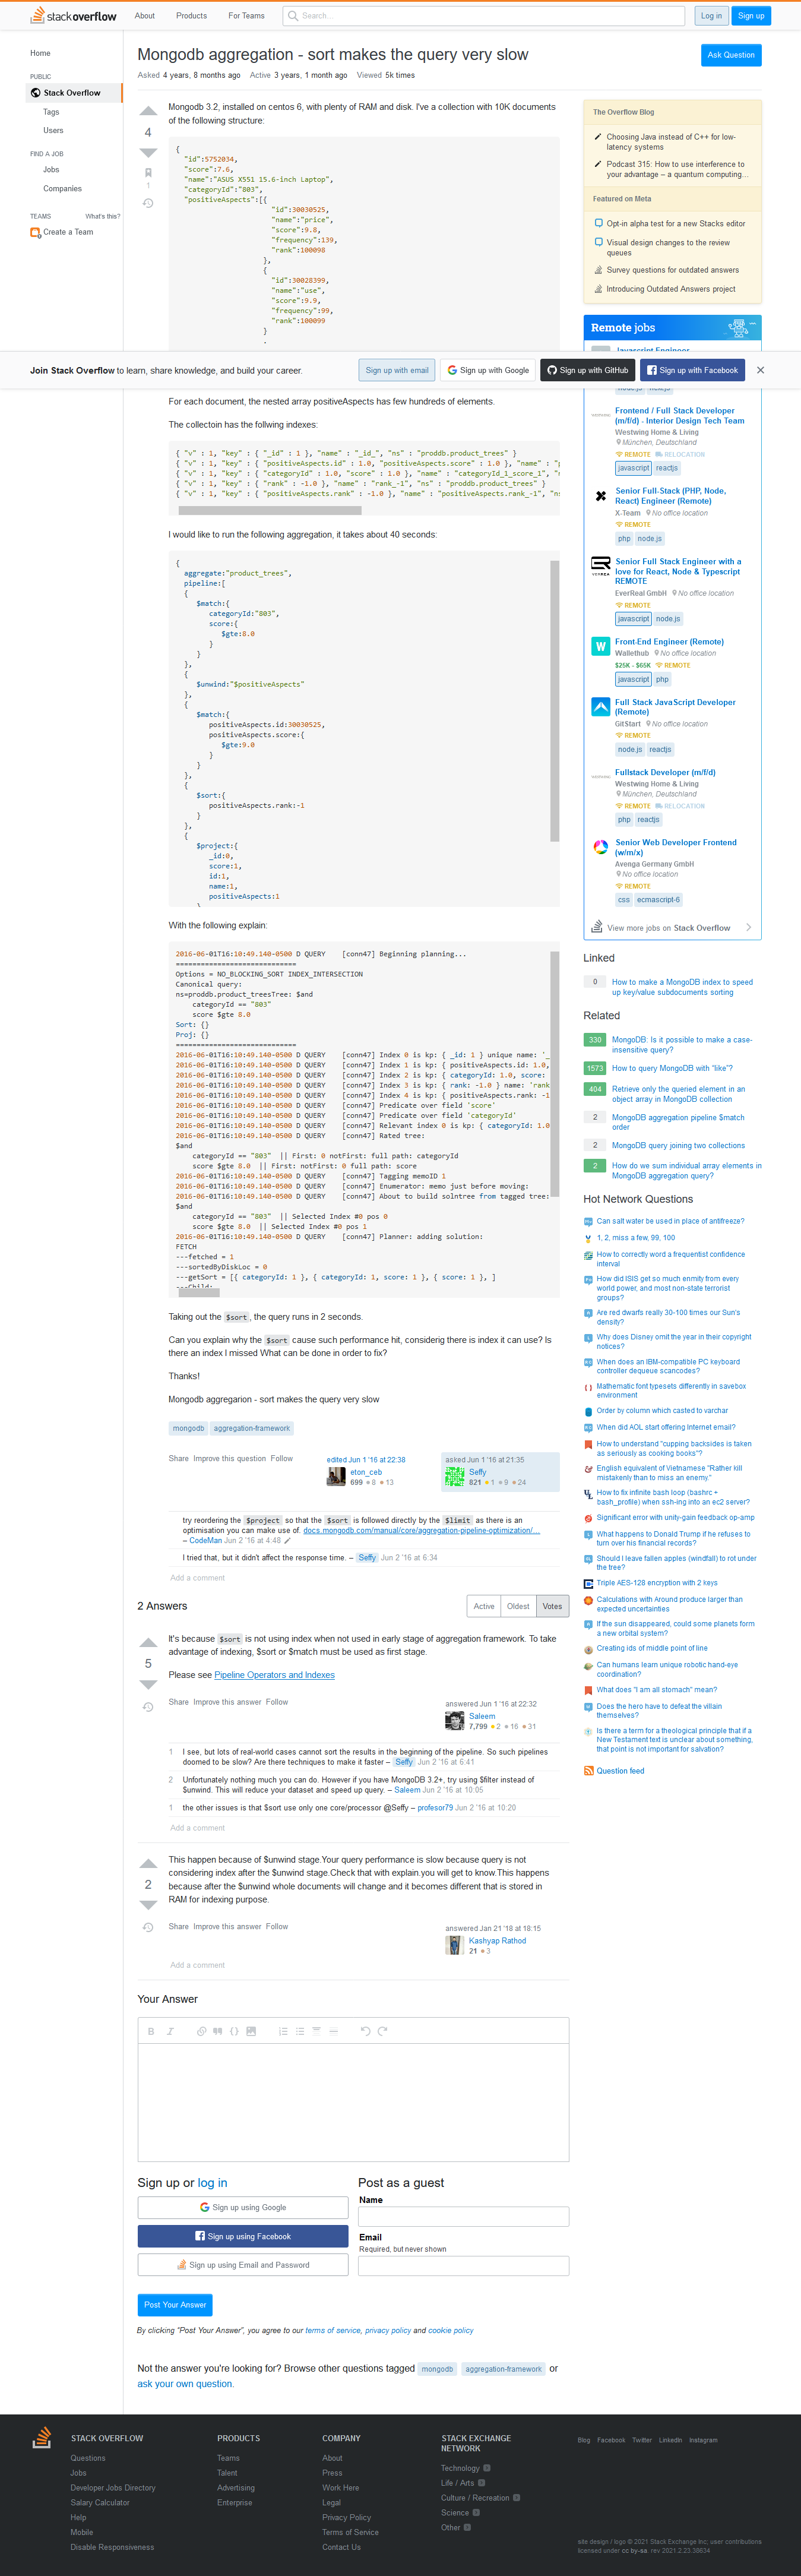 stackoverflow
About Products For Teams
Search...
Log in Sign up
Home
PUBLIC
Stack Overflow
Tags
Users
FIND A JOB
Jobs
Companies
TEAMS What's this?
Create a Team
Mongodb aggregation - sort makes the query very slow
Ask Question
Asked 4 years, 8 months ago Active 3 years, 1 month ago Viewed 5k times
4
1
Mongodb 3.2, installed on centos 6, with plenty of RAM and disk. I've a collection with 10K documents
of the following structure:
{
"id":5752034,
"score":7.6,
"name":"ASUS X551 15.6-inch Laptop",
"categoryId":"803",
"positiveAspects":[{
"id":30030525,
"name":"price",
"score":9.8,
"frequency":139,
"rank":100098
},
{
"id":30028399,
"name":"use",
"score":9.9,
"frequency":99,
"rank":100099
}
.
Join Stack Overflow to learn, share knowledge, and build your career.
Sign up with email
Sign up with Google
Sign up with GitHub
Sign up with Facebook
For each document, the nested array positiveAspects has few hundreds of elements.
The collectoin has the following indexes:
{ "v" : 1, "key" : { "_id" : 1 }, "name" : "_id_", "ns" : "proddb.product_trees" }
{ "v" : 1, "key" : { "positiveAspects.id" : 1.0, "positiveAspects.score" : 1.0 }, "name" : "p
{ "v" : 1, "key" : { "categoryId" : 1.0, "score" : 1.0 }, "name" : "categoryId_1_score_1",
{ "v" : 1, "key" : { "rank" : -1.0 }, "name" : "rank_-1", "ns" : "proddb.product_trees" }
{ "v" : 1, "key" : { "positiveAspects.rank" : -1.0 }, "name" : "positiveAspects.rank_-1", "ns
I would like to run the following aggregation, it takes about 40 seconds:
{
aggregate:"product_trees",
pipeline:[
{
$match:{
categoryId:"803",
score:{
$gte:8.0
}
}
},
{
$unwind:"$positiveAspects"
},
{
$match:{
positiveAspects.id:30030525,
positiveAspects.score:{
$gte:9.0
}
}
},
{
$sort:{
positiveAspects.rank:-1
}
},
{
$project:{
_id:0,
score:1,
id:1,
name:1,
positiveAspects:1
}
With the following explain:
2016-06-01T16:10:49.140-0500 D QUERY [conn47] Beginning planning...
=============================
Options = NO_BLOCKING_SORT INDEX_INTERSECTION
Canonical query:
ns=proddb.product_treesTree: $and
categoryId == "803"
score $gte 8.0
Sort: {}
Proj: {}
=============================
2016-06-01T16:10:49.140-0500 D QUERY [conn47] Index 0 is kp: { _id: 1 } unique name: '_
2016-06-01T16:10:49.140-0500 D QUERY [conn47] Index 1 is kp: { positiveAspects.id: 1.0,
2016-06-01T16:10:49.140-0500 D QUERY [conn47] Index 2 is kp: { categoryId: 1.0, score:
2016-06-01T16:10:49.140-0500 D QUERY [conn47] Index 3 is kp: { rank: -1.0 } name: 'rank
2016-06-01T16:10:49.140-0500 D QUERY [conn47] Index 4 is kp: { positiveAspects.rank: -1
2016-06-01T16:10:49.140-0500 D QUERY [conn47] Predicate over field 'score'
2016-06-01T16:10:49.140-0500 D QUERY [conn47] Predicate over field 'categoryId'
2016-06-01T16:10:49.140-0500 D QUERY [conn47] Relevant index 0 is kp: { categoryId: 1.0
2016-06-01T16:10:49.140-0500 D QUERY [conn47] Rated tree:
$and
categoryId == "803" || First: 0 notFirst: full path: categoryId
score $gte 8.0 || First: notFirst: 0 full path: score
2016-06-01T16:10:49.140-0500 D QUERY [conn47] Tagging memoID 1
2016-06-01T16:10:49.140-0500 D QUERY [conn47] Enumerator: memo just before moving:
2016-06-01T16:10:49.140-0500 D QUERY [conn47] About to build solntree from tagged tree:
$and
categoryId == "803" || Selected Index #0 pos 0
score $gte 8.0 || Selected Index #0 pos 1
2016-06-01T16:10:49.140-0500 D QUERY [conn47] Planner: adding solution:
FETCH
---fetched = 1
---sortedByDiskLoc = 0
---getSort = [{ categoryId: 1 }, { categoryId: 1, score: 1 }, { score: 1 }, ]
---Child:
Taking out the $sort, the query runs in 2 seconds.
Can you explain why the $sort cause such performance hit, considerig there is index it can use? Is
there an index I missed What can be done in order to fix?
Thanks!
Mongodb aggregarion - sort makes the query very slow
mongodb aggregation-framework
Share Improve this question Follow
edited Jun 1 '16 at 22:38
eton_ceb
699 8 13
asked Jun 1 '16 at 21:35
Seffy
821 1 9 24
try reordering the $project so that the $sort is followed directly by the $limit as there is an
optimisation you can make use of. docs.mongodb.com/manual/core/aggregation-pipeline-optimization/…
– CodeMan Jun 2 '16 at 4:48
I tried that, but it didn't affect the response time. – Seffy Jun 2 '16 at 6:34
Add a comment
2 Answers
Active Oldest Votes
5
It's because $sort is not using index when not used in early stage of aggregation framework. To take
advantage of indexing, $sort or $match must be used as first stage.
Please see Pipeline Operators and Indexes
Share Improve this answer Follow
answered Jun 1 '16 at 22:32
Saleem
7,799 2 16 31
1 I see, but lots of real-world cases cannot sort the results in the beginning of the pipeline. So such pipelines
doomed to be slow? Are there techniques to make it faster – Seffy Jun 2 '16 at 6:41
2 Unfortunately nothing much you can do. However if you have MongoDB 3.2+, try using $filter instead of
$unwind. This will reduce your dataset and speed up query. – Saleem Jun 2 '16 at 10:05
1 the other issues is that $sort use only one core/processor @Seffy – profesor79 Jun 2 '16 at 10:20
Add a comment
2
This happen because of $unwind stage.Your query performance is slow because query is not
considering index after the $unwind stage.Check that with explain.you will get to know.This happens
because after the $unwind whole documents will change and it becomes different that is stored in
RAM for indexing purpose.
Share Improve this answer Follow
answered Jan 21 '18 at 18:15
Kashyap Rathod
21 3
Add a comment
Your Answer
Sign up or log in
Sign up using Google
Sign up using Facebook
Sign up using Email and Password
Post as a guest
Name
Email
Required, but never shown
Post Your Answer
By clicking "Post Your Answer", you agree to our terms of service, privacy policy and cookie policy
Not the answer you're looking for? Browse other questions tagged mongodb aggregation-framework or
ask your own question.
The Overflow Blog
Choosing Java instead of C++ for low-
latency systems
Podcast 315: How to use interference to
your advantage – a quantum computing…
Featured on Meta
Opt-in alpha test for a new Stacks editor
Visual design changes to the review
queues
Survey questions for outdated answers
Introducing Outdated Answers project
Remote jobs
Javascript Engineer
node.js nextjs
Frontend / Full Stack Developer
(m/f/d) - Interior Design Tech Team
Westwing Home & Living
München, Deutschland
REMOTE RELOCATION
javascript reactjs
Senior Full-Stack (PHP, Node,
React) Engineer (Remote)
X-Team No office location
REMOTE
php node.js
Senior Full Stack Engineer with a
love for React, Node & Typescript
REMOTE
EverReal GmbH No office location
REMOTE
javascript node.js
Front-End Engineer (Remote)
Wallethub No office location
$25K - $65K REMOTE
javascript php
Full Stack JavaScript Developer
(Remote)
GitStart No office location
REMOTE
node.js reactjs
Fullstack Developer (m/f/d)
Westwing Home & Living
München, Deutschland
REMOTE RELOCATION
php reactjs
Senior Web Developer Frontend
(w/m/x)
Avenga Germany GmbH
No office location
REMOTE
css ecmascript-6
View more jobs on Stack Overflow
Linked
0 How to make a MongoDB index to speed
up key/value subdocuments sorting
Related
330 MongoDB: Is it possible to make a case-
insensitive query?
1573 How to query MongoDB with "like"?
404 Retrieve only the queried element in an
object array in MongoDB collection
2 MongoDB aggregation pipeline $match
order
2 MongoDB query joining two collections
2 How do we sum individual array elements in
MongoDB aggregation query?
Hot Network Questions
Can salt water be used in place of antifreeze?
1, 2, miss a few, 99, 100
How to correctly word a frequentist confidence
interval
How did ISIS get so much enmity from every
world power, and most non-state terrorist
groups?
Are red dwarfs really 30-100 times our Sun's
density?
Why does Disney omit the year in their copyright
notices?
When does an IBM-compatible PC keyboard
controller dequeue scancodes?
Mathematic font typesets differently in savebox
environment
Order by column which casted to varchar
When did AOL start offering Internet email?
How to understand "cupping backsides is taken
as seriously as cooking books"?
English equivalent of Vietnamese "Rather kill
mistakenly than to miss an enemy."
How to fix infinite bash loop (bashrc +
bash_profile) when ssh-ing into an ec2 server?
Significant error with unity-gain feedback op-amp
What happens to Donald Trump if he refuses to
turn over his financial records?
Should I leave fallen apples (windfall) to rot under
the tree?
Triple AES-128 encryption with 2 keys
Calculations with Around produce larger than
expected uncertainties
If the sun disappeared, could some planets form
a new orbital system?
Creating ids of middle point of line
Can humans learn unique robotic hand-eye
coordination?
What does "I am all stomach" mean?
Does the hero have to defeat the villain
themselves?
Is there a term for a theological principle that if a
New Testament text is unclear about something,
that point is not important for salvation?
Question feed
STACK OVERFLOW
Questions
Jobs
Developer Jobs Directory
Salary Calculator
Help
Mobile
Disable Responsiveness
PRODUCTS
Teams
Talent
Advertising
Enterprise
COMPANY
About
Press
Work Here
Legal
Privacy Policy
Terms of Service
Contact Us
STACK EXCHANGE
NETWORK
Technology
Life / Arts
Culture / Recreation
Science
Other
Blog Facebook Twitter LinkedIn Instagram
site design / logo © 2021 Stack Exchange Inc; user contributions
licensed under cc by-sa. rev 2021.2.23.38634